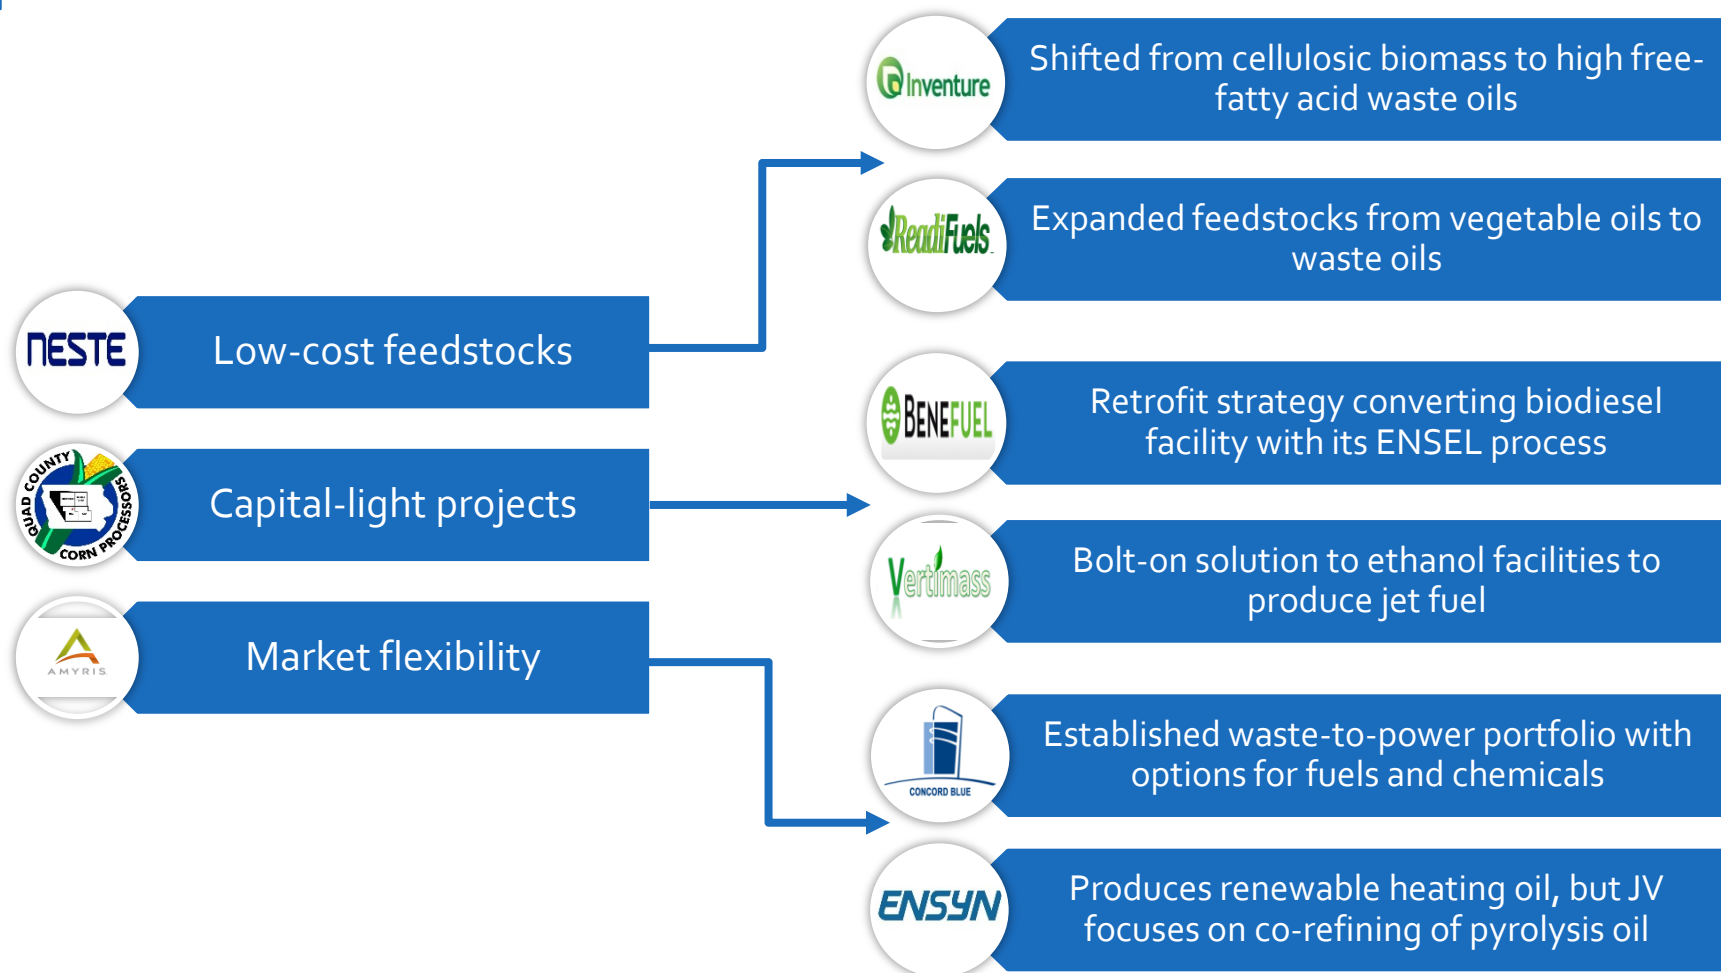 NESTE
Low-cost feedstocks
QUAD COUNTY
CORN PROCESSORS
Capital-light projects
AMYRIS
Market flexibility
Inventure
Shifted from cellulosic biomass to high free-
fatty acid waste oils
ReadiFuels
Expanded feedstocks from vegetable oils to
waste oils
BENEFUEL
Retrofit strategy converting biodiesel
facility with its ENSEL process
Vertimass
Bolt-on solution to ethanol facilities to
produce jet fuel
CONCORD BLUE
Established waste-to-power portfolio with
options for fuels and chemicals
ENSYN
Produces renewable heating oil, but JV
focuses on co-refining of pyrolysis oil